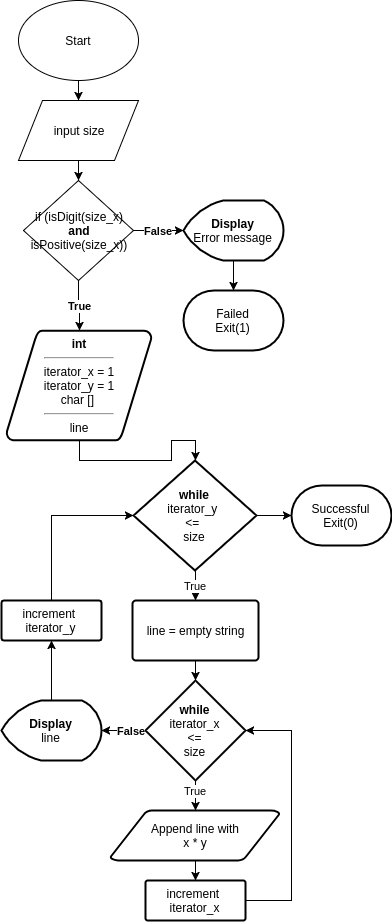 Start
input size
if (isDigit(size_x)
and
isPositive(size_x))
False
Display
Error message
True
Failed
Exit(1)
int
iterator_x = 1
iterator_y = 1
char []
line
while
iterator_y
<=
size
Successful
Exit(0)
True
increment
iterator_y
line = empty string
while
iterator_x
<=
size
False
Display
line
True
Append line with
x * y
increment
iterator_x